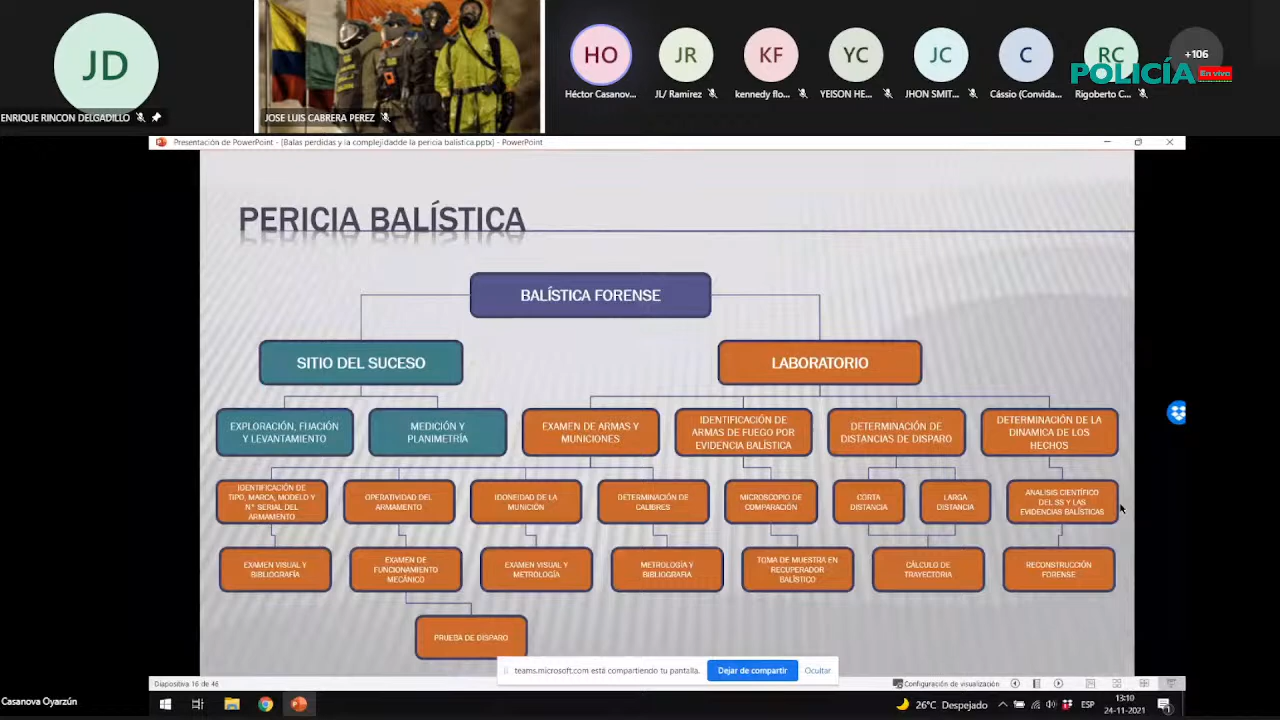 JD
ENRIQUE RINCON DELGADILLO
JOSE LUIS CABRERA PEREZ
HO
JR
KF
YC
JC
C
RC
+106
Héctor Casanov...
JL/ Ramirez
kennedy flo...
YEISON HE...
JHON SMIT...
Cássio (Convida...
Rigoberto C...
POLICÍA En vivo
Presentación de PowerPoint - [Balas perdidas y la complejidadde la pericia balística.pptx] - PowerPoint
PERICIA BALÍSTICA
BALÍSTICA FORENSE
SITIO DEL SUCESO
LABORATORIO
EXPLORACIÓN, FIJACIÓN
Y LEVANTAMIENTO
MEDICIÓN Y
PLANIMETRÍA
EXAMEN DE ARMAS Y
MUNICIONES
IDENTIFICACIÓN DE
ARMAS DE FUEGO POR
EVIDENCIA BALÍSTICA
DETERMINACIÓN DE
DISTANCIAS DE DISPARO
DETERMINACIÓN DE LA
DINAMICA DE LOS
HECHOS
IDENTIFICACIÓN DE
TIPO, MARCA, MODELO Y
N° SERIAL DEL
ARMAMENTO
OPERATIVIDAD DEL
ARMAMENTO
IDONEIDAD DE LA
MUNICIÓN
DETERMINACIÓN DE
CALIBRES
MICROSCOPIO DE
COMPARACIÓN
CORTA
DISTANCIA
LARGA
DISTANCIA
ANALISIS CIENTÍFICO
DEL SS Y LAS
EVIDENCIAS BALÍSTICAS
EXAMEN VISUAL Y
BIBLIOGRAFÍA
EXAMEN DE
FUNCIONAMIENTO
MECÁNICO
EXAMEN VISUAL Y
METROLOGÍA
METROLOGÍA Y
BIBLIOGRAFIA
TOMA DE MUESTRA EN
RECUPERADOR
BALÍSTICO
CÁLCULO DE
TRAYECTORIA
RECONSTRUCCIÓN
FORENSE
PRUEBA DE DISPARO
teams.microsoft.com está compartiendo tu pantalla.
Dejar de compartir
Ocultar
Diapositiva 16 de 46
Configuración de visualización
Casanova Oyarzún
26°C Despejado
ESP
13:10
24-11-2021